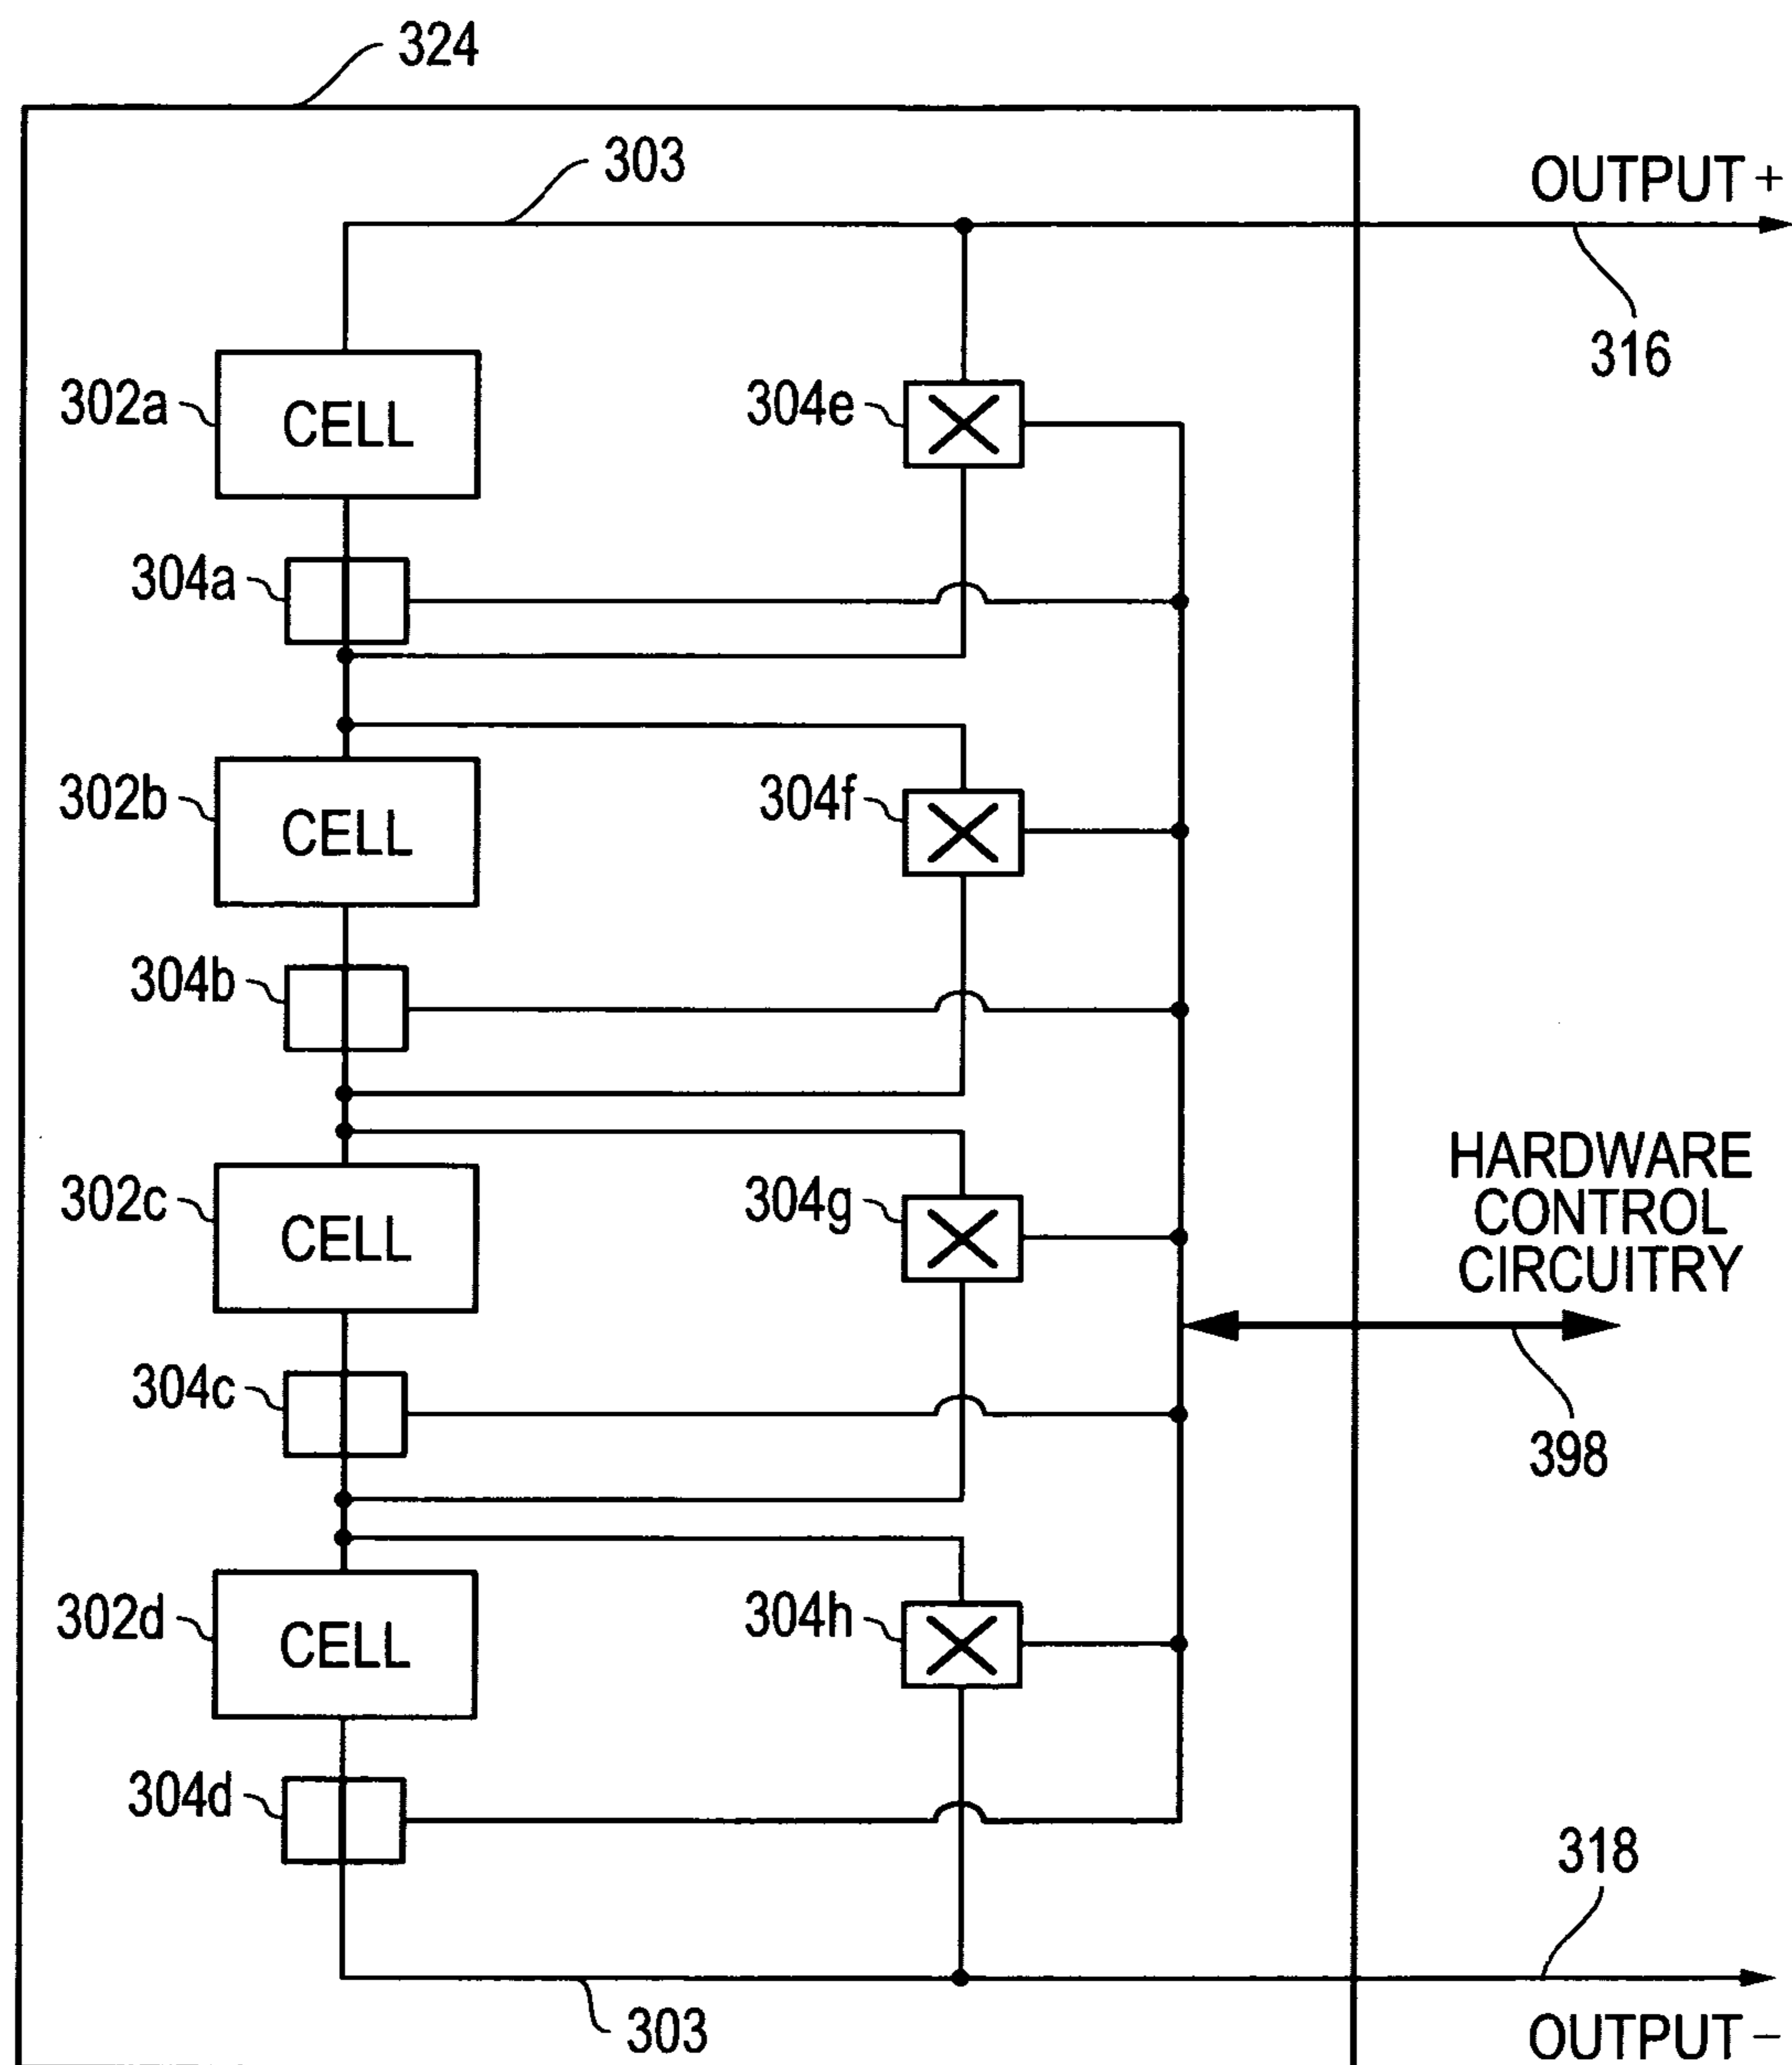 324
303
OUTPUT +
316
302a
CELL
304e
304a
302b
CELL
304f
304b
HARDWARE
CONTROL
CIRCUITRY
302c
CELL
304g
304c
398
302d
CELL
304h
304d
318
303
OUTPUT −